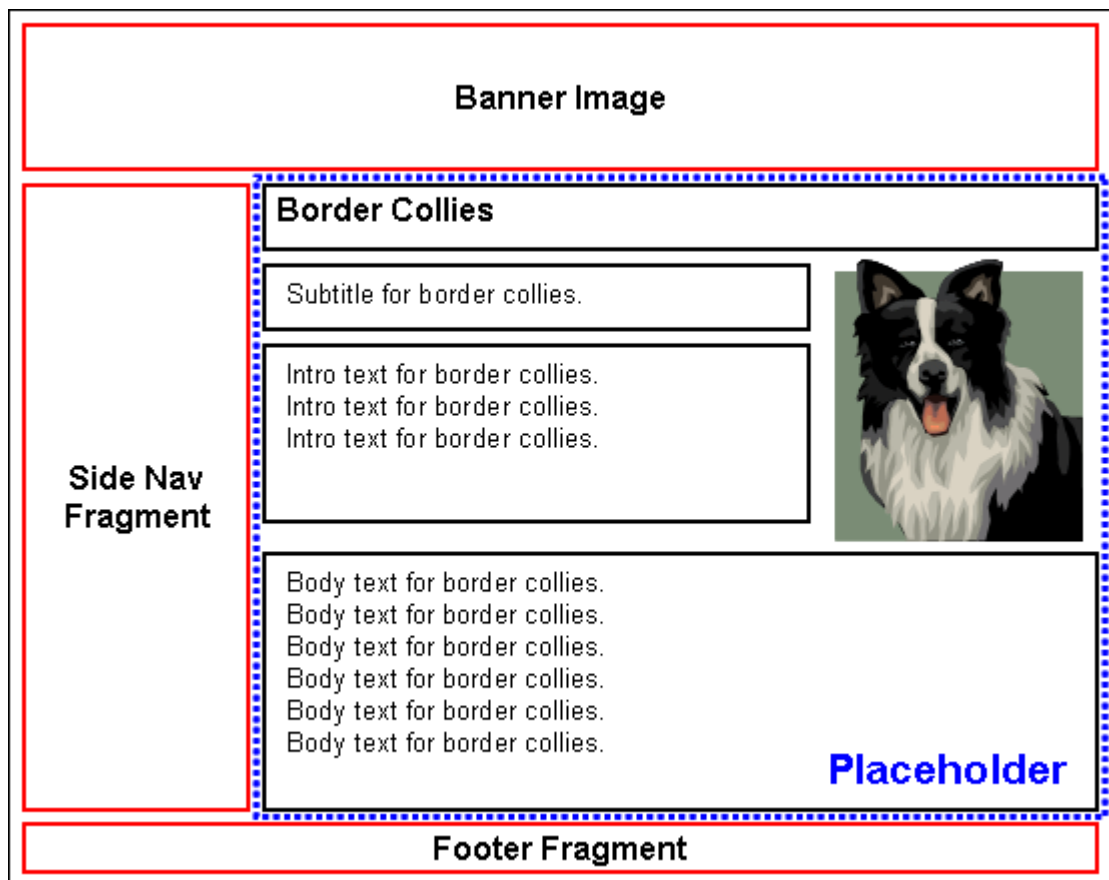 Banner Image
Side Nav
Fragment
Border Collies
Subtitle for border collies.
Intro text for border collies.
Intro text for border collies.
Intro text for border collies.
Body text for border collies.
Body text for border collies.
Body text for border collies.
Body text for border collies.
Body text for border collies.
Body text for border collies.
Placeholder
Footer Fragment